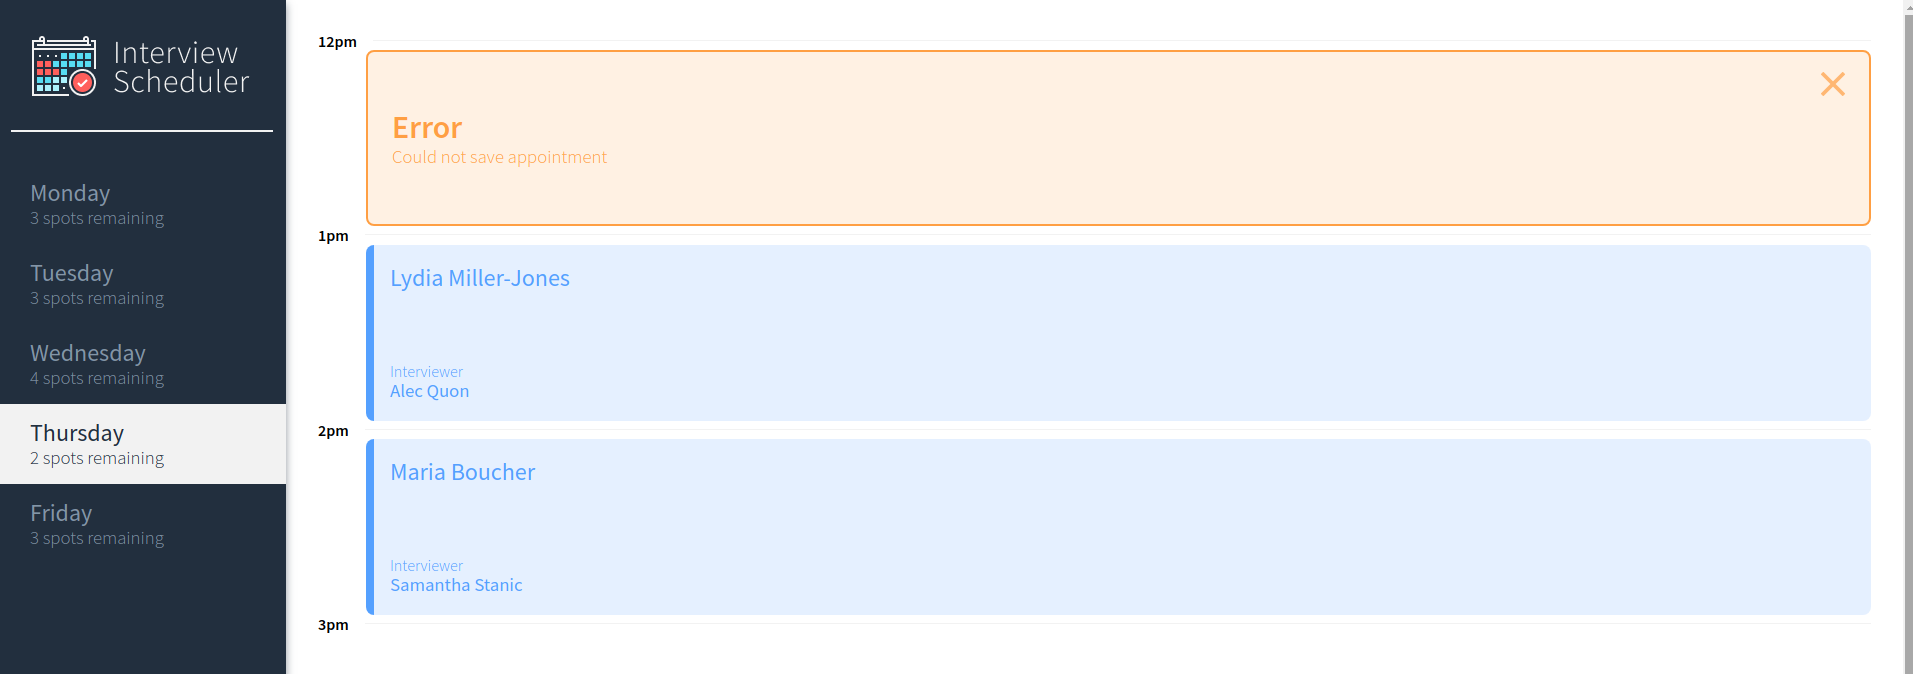 Interview
Scheduler
Monday
3 spots remaining
Tuesday
3 spots remaining
Wednesday
4 spots remaining
Thursday
2 spots remaining
Friday
3 spots remaining
12pm
Error
Could not save appointment
1pm
Lydia Miller-Jones
Interviewer
Alec Quon
2pm
Maria Boucher
Interviewer
Samantha Stanic
3pm